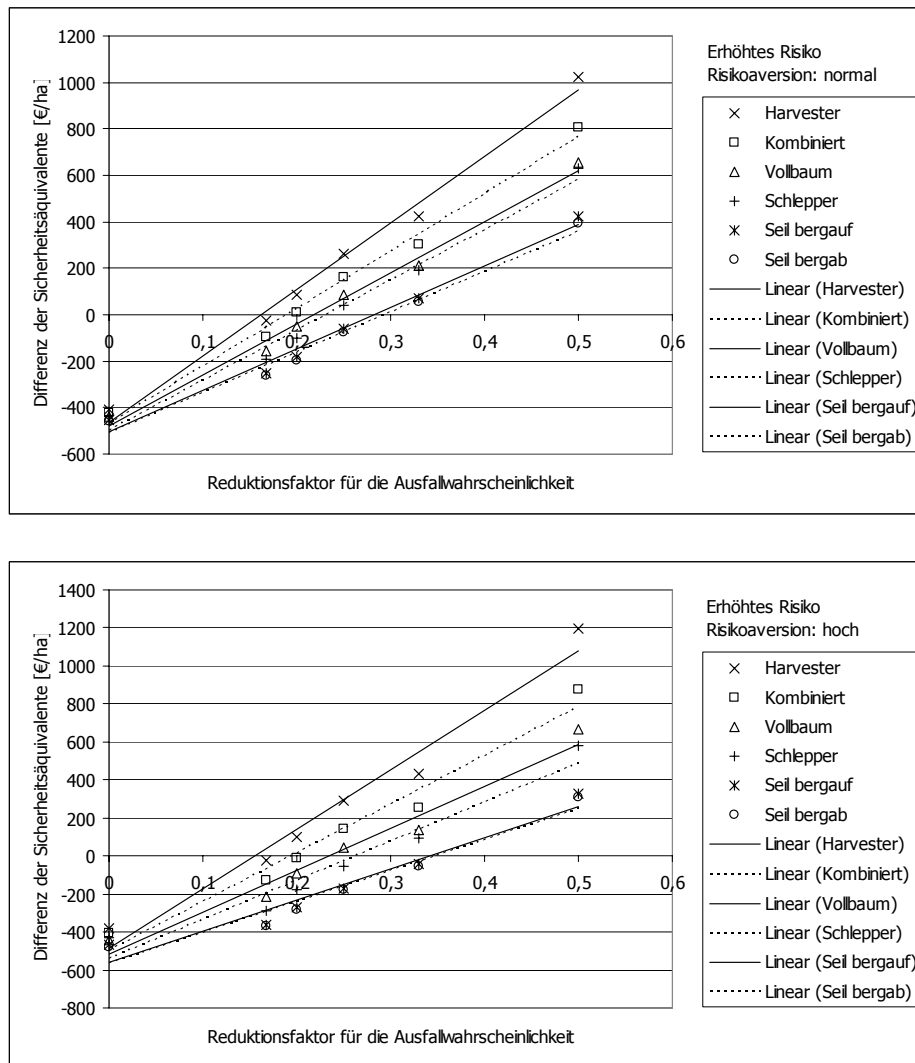 1200
1000
800
600
400
200
0
-200
-400
-600
0 0,1 0,2 0,3 0,4 0,5 0,6
Differenz der Sicherheitsäquivalente [€/ha]
Reduktionsfaktor für die Ausfallwahrscheinlichkeit
Erhöhtes Risiko
Risikoaversion: normal
Harvester
Kombiniert
Vollbaum
Schlepper
Seil bergauf
Seil bergab
Linear (Harvester)
Linear (Kombiniert)
Linear (Vollbaum)
Linear (Schlepper)
Linear (Seil bergauf)
Linear (Seil bergab)
1400
1200
1000
800
600
400
200
0
-200
-400
-600
-800
0 0,1 0,2 0,3 0,4 0,5 0,6
Differenz der Sicherheitsäquivalente [€/ha]
Reduktionsfaktor für die Ausfallwahrscheinlichkeit
Erhöhtes Risiko
Risikoaversion: hoch
Harvester
Kombiniert
Vollbaum
Schlepper
Seil bergauf
Seil bergab
Linear (Harvester)
Linear (Kombiniert)
Linear (Vollbaum)
Linear (Schlepper)
Linear (Seil bergauf)
Linear (Seil bergab)